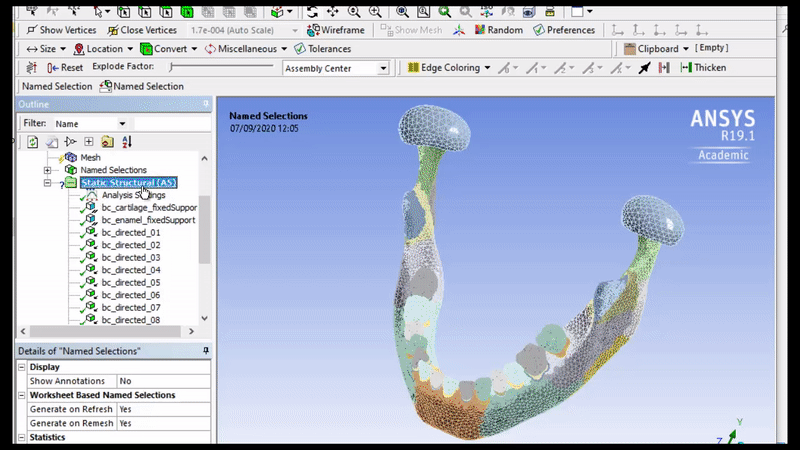 Show Vertices Close Vertices 1.7e-004 (Auto Scale) Wireframe Show Mesh Random Preferences
Size Location Convert Miscellaneous Tolerances Clipboard [ Empty ]
Reset Explode Factor: Assembly Center Edge Coloring Thicken
Named Selection Named Selection
Outline
Filter: Name
Mesh
Named Selections
Static Structural (A5)
Analysis Settings
bc_cartilage_fixedSuppor
bc_enamel_fixedSupport
bc_directed_01
bc_directed_02
bc_directed_03
bc_directed_04
bc_directed_05
bc_directed_06
bc_directed_07
bc_directed_08
Details of "Named Selections"
Display
Show Annotations No
Worksheet Based Named Selections
Generate on Refresh Yes
Generate on Remesh Yes
Statistics
Named Selections
07/09/2020 12:05
ANSYS
R19.1
Academic
Y
Z